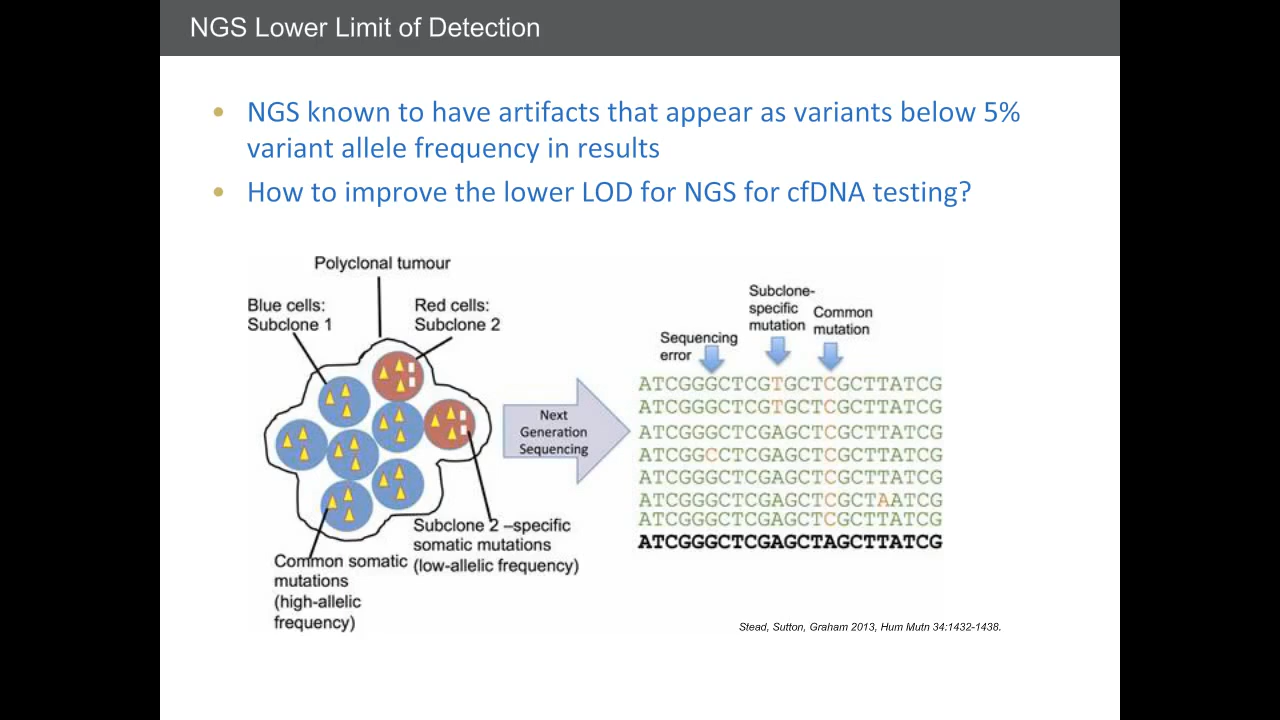 NGS Lower Limit of Detection
• NGS known to have artifacts that appear as variants below 5%
variant allele frequency in results
• How to improve the lower LOD for NGS for cfDNA testing?
Polyclonal tumour
Blue cells:
Subclone 1
Red cells:
Subclone 2
Common somatic
mutations
(high-allelic
frequency)
Subclone 2 –specific
somatic mutations
(low-allelic frequency)
Next
Generation
Sequencing
Sequencing
error
Subclone-
specific
mutation
Common
mutation
ATCGGGCTCGTGCTCGCTTATCG
ATCGGGCTCGTGCTCGCTTATCG
ATCGGGCTCGAGCTCGCTTATCG
ATCGGCCTCGAGCTCGCTTATCG
ATCGGGCTCGAGCTCGCTTATCG
ATCGGGCTCGAGCTCGCTAATCG
ATCGGGCTCGAGCTCGCTTATCG
ATCGGGCTCGAGCTAGCTTATCG
Stead, Sutton, Graham 2013, Hum Mutn 34:1432-1438.